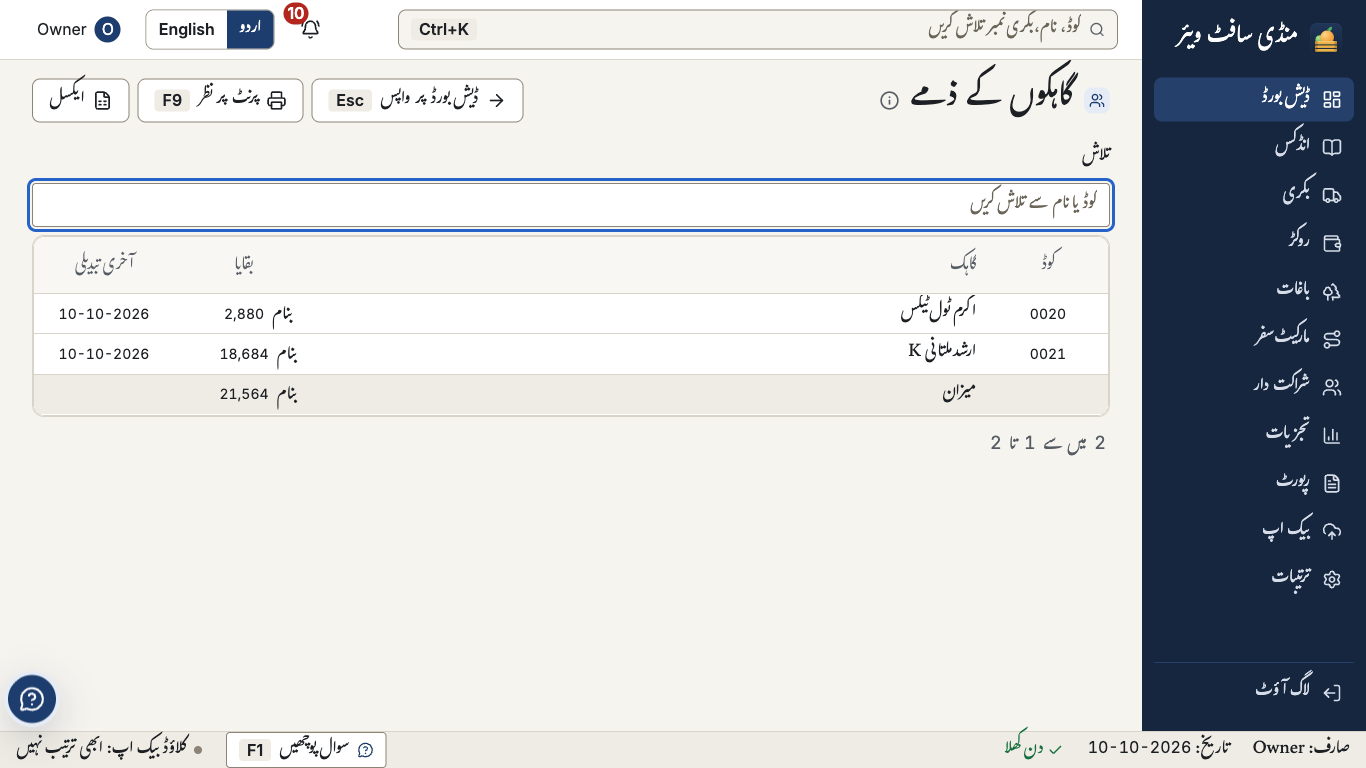 منڈی سافٹ ویئر
ڈیش بورڈ
انڈکس
بکری
روکڑ
باغات
مارکیٹ سفر
شراکت دار
تجزیات
رپورٹ
بیک اپ
ترتیبات
لاگ آؤٹ
کوڈ، نام، بکری نمبر تلاش کریں Ctrl+K
10
اردو English
O Owner
گاہکوں کے ذمے
ڈیش بورڈ پر واپس Esc
پرنٹ پر نظر F9
ایکسل
تلاش
کوڈ یا نام سے تلاش کریں
کوڈ گاہک بقایا آخری تبدیلی
0020 اکرم ٹول ٹیکس بنام 2,880 10-10-2026
0021 ارشد ملتانی K بنام 18,684 10-10-2026
میزان بنام 21,564
2 میں سے 1 تا 2
صارف: Owner تاریخ: 10-10-2026 دن کھلا
سوال پوچھیں F1
کلاؤڈ بیک اپ: ابھی ترتیب نہیں